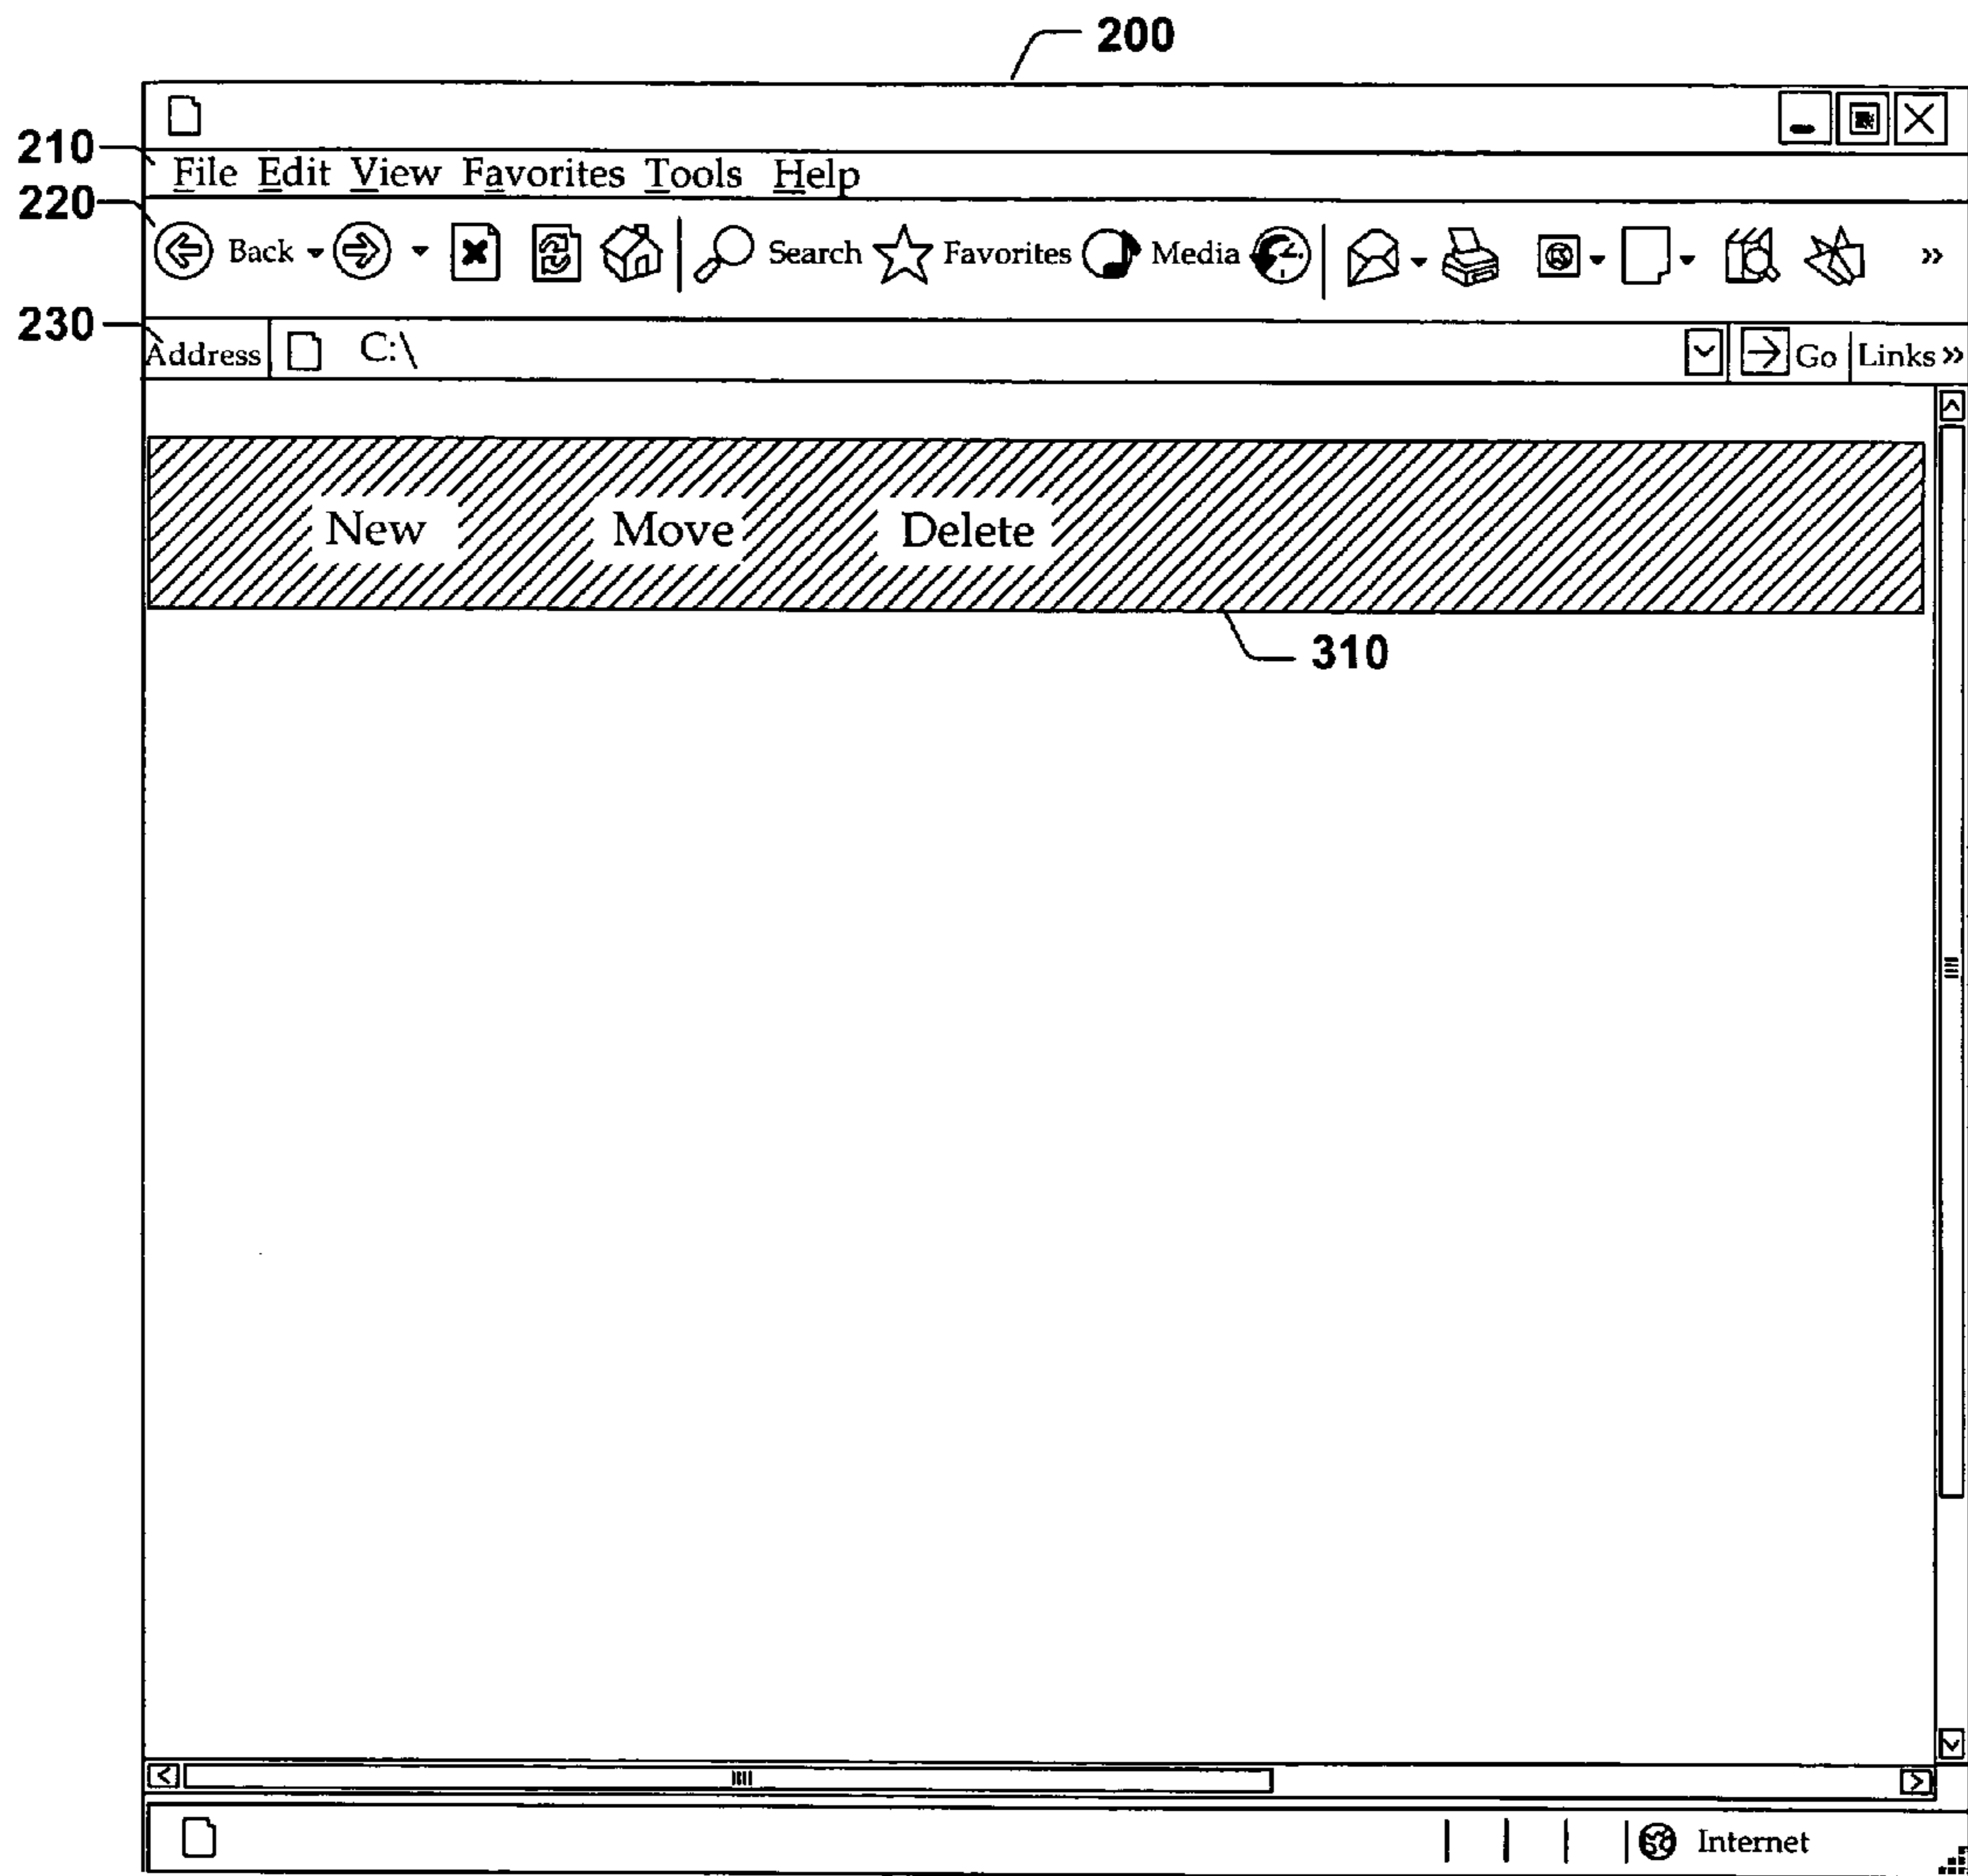 200
210
File Edit View Favorites Tools Help
220
Back Search Favorites Media »
230
Address C:\ Go Links »
New Move Delete
310
Internet